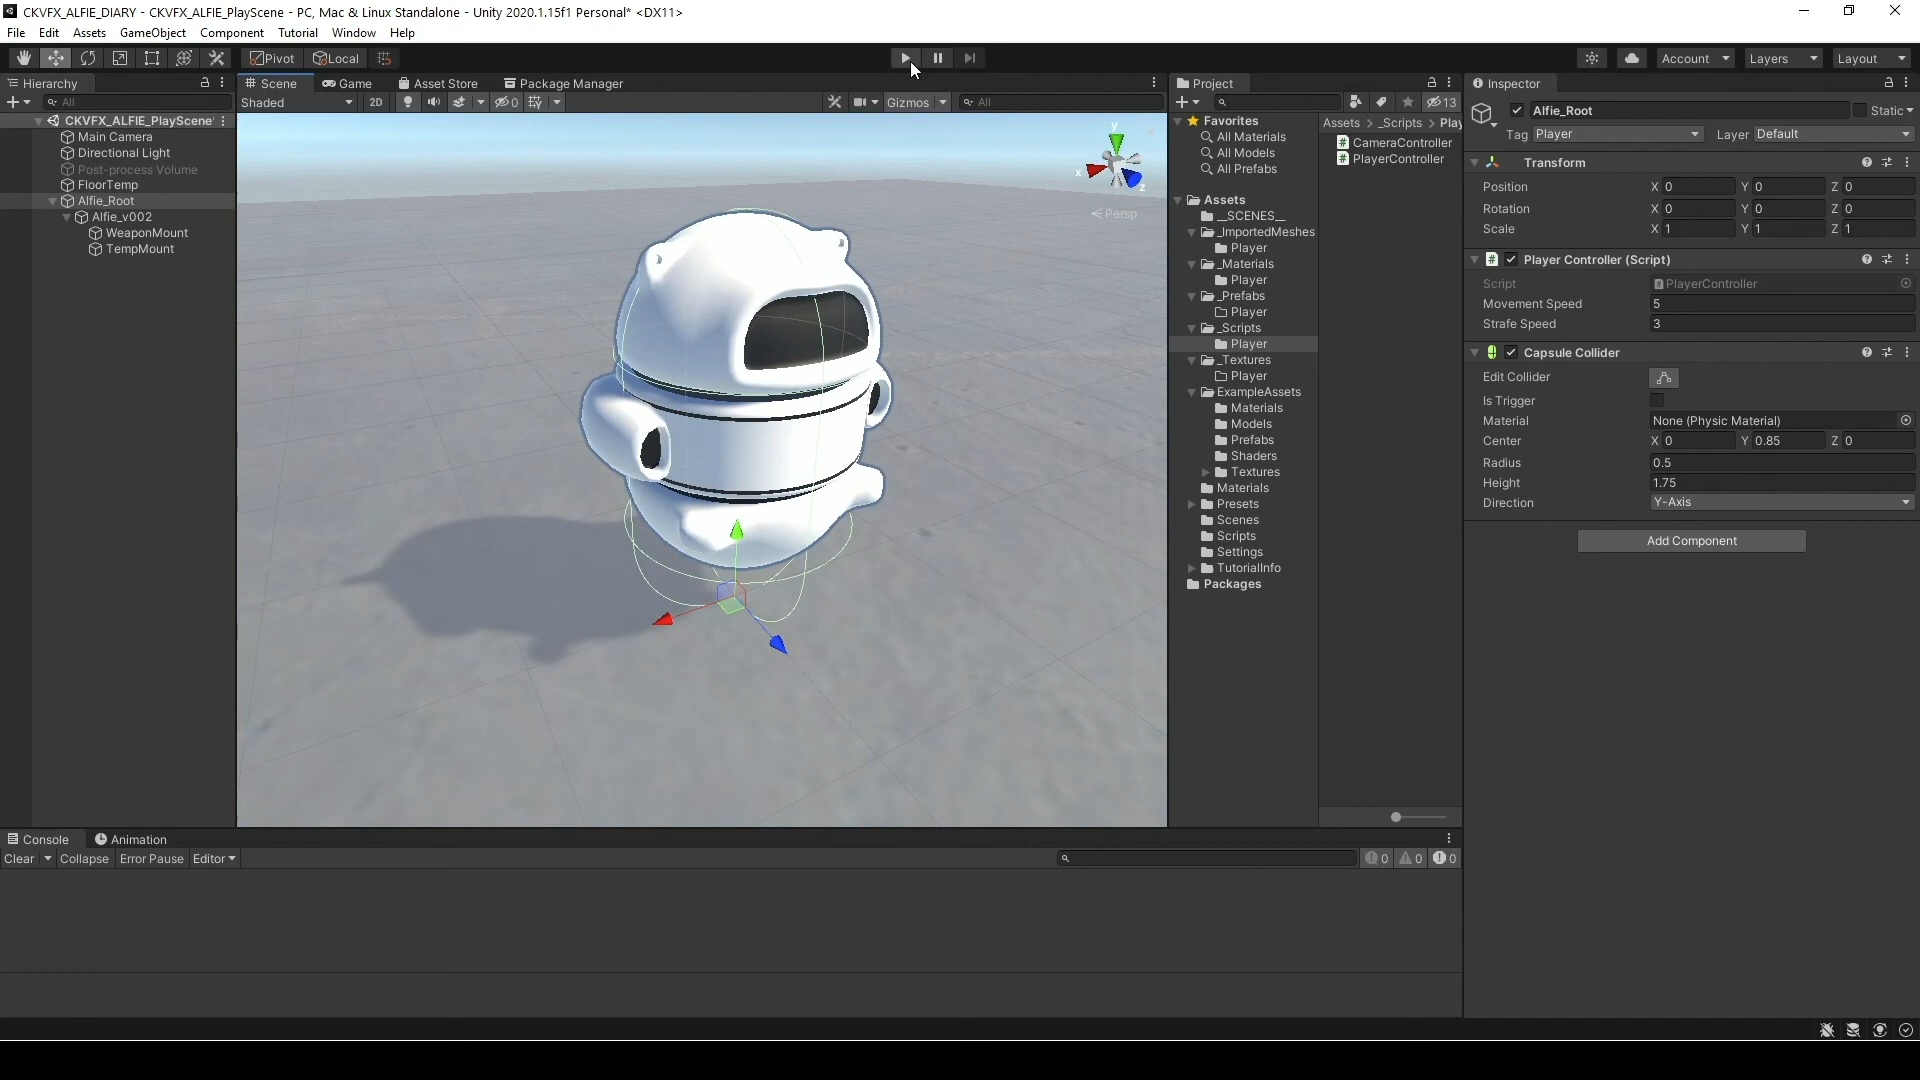 CKVFX_ALFIE_DIARY - CKVFX_ALFIE_PlayScene - PC, Mac & Linux Standalone - Unity 2020.1.15f1 Personal* <DX11>
File Edit Assets GameObject Component Tutorial Window Help
Pivot Local Account Layers Layout
Hierarchy
All
CKVFX_ALFIE_PlayScene*
Main Camera
Directional Light
Post-process Volume
FloorTemp
Alfie_Root
Alfie_v002
WeaponMount
TempMount
Scene Game Asset Store Package Manager
Shaded 2D 0 Gizmos All
y
x
z
Persp
Project
13
Favorites
All Materials
All Models
All Prefabs
Assets
__SCENES__
_ImportedMeshes
Player
_Materials
Player
_Prefabs
Player
_Scripts
Player
_Textures
Player
ExampleAssets
Materials
Models
Prefabs
Shaders
Textures
Materials
Presets
Scenes
Scripts
Settings
TutorialInfo
Packages
Assets > _Scripts > Play
CameraController
PlayerController
Inspector
Alfie_Root Static
Tag Player Layer Default
Transform
Position X 0 Y 0 Z 0
Rotation X 0 Y 0 Z 0
Scale X 1 Y 1 Z 1
# Player Controller (Script)
Script PlayerController
Movement Speed 5
Strafe Speed 3
Capsule Collider
Edit Collider
Is Trigger
Material None (Physic Material)
Center X 0 Y 0.85 Z 0
Radius 0.5
Height 1.75
Direction Y-Axis
Add Component
Console Animation
Clear Collapse Error Pause Editor 0 0 0